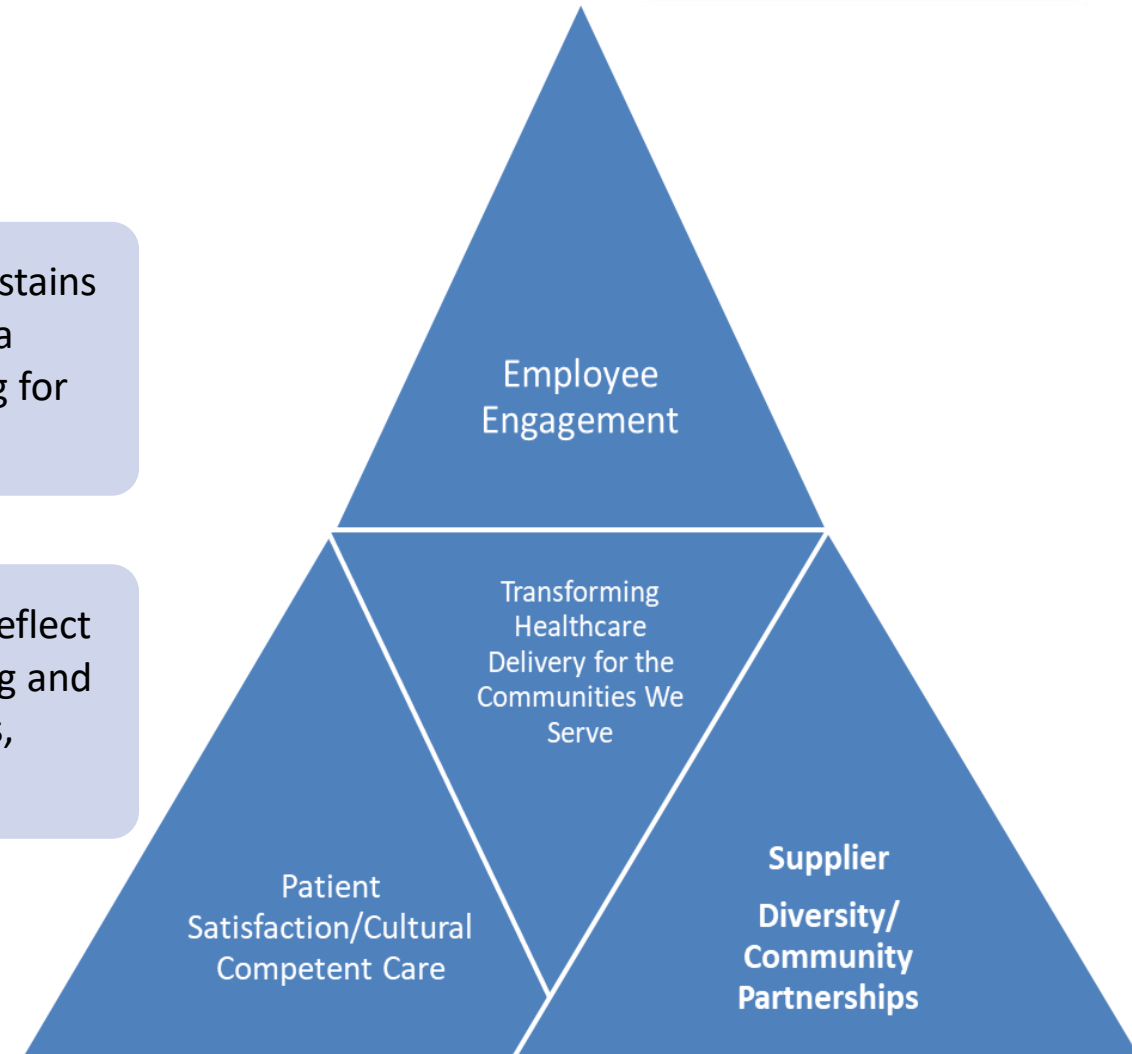 stains
a
for
eflect
g and
Employee
Engagement
Transforming
Healthcare
Delivery for the
Communities We
Serve
Patient
Satisfaction/Cultural
Competent Care
Supplier
Diversity/
Community
Partnerships